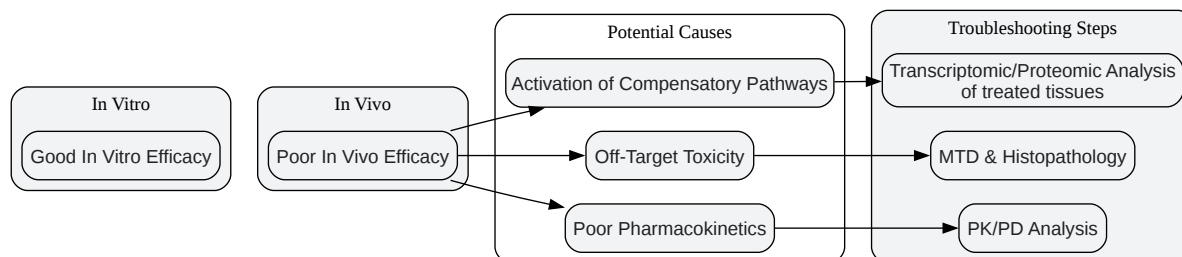 In Vitro
Good In Vitro Efficacy
In Vivo
Poor In Vivo Efficacy
Potential Causes
Activation of Compensatory Pathways
Off-Target Toxicity
Poor Pharmacokinetics
Troubleshooting Steps
Transcriptomic/Proteomic Analysis
of treated tissues
MTD & Histopathology
PK/PD Analysis